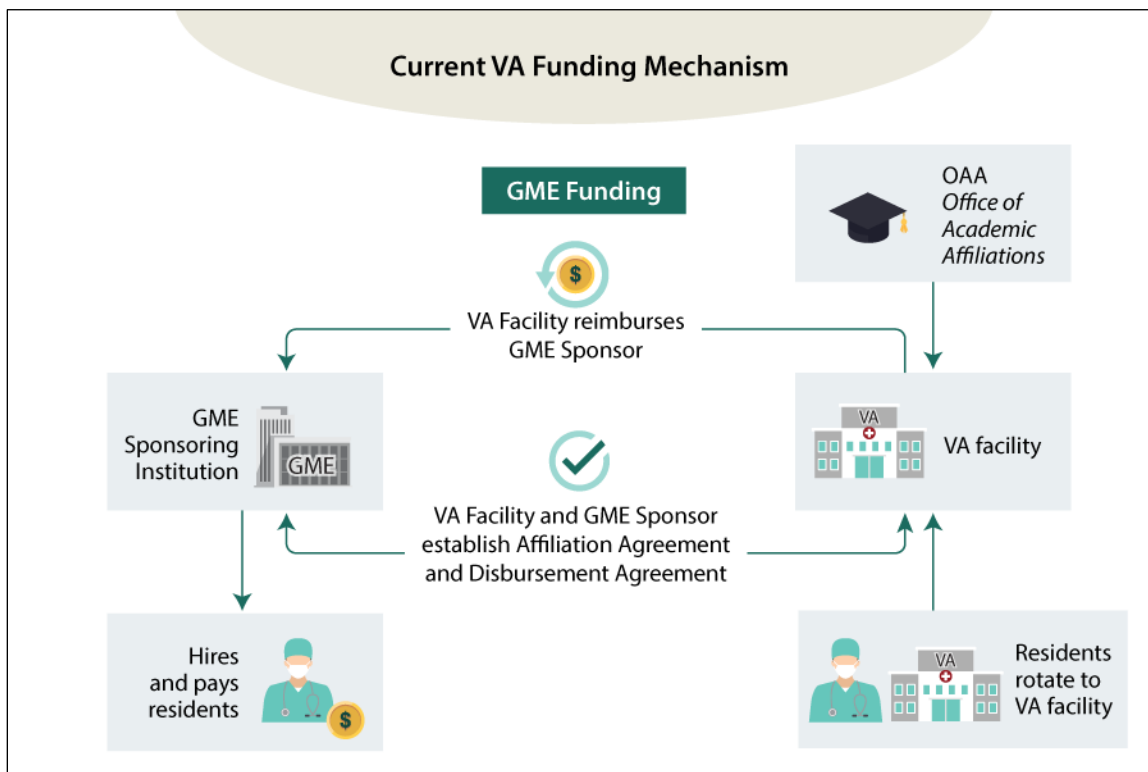 Current VA Funding Mechanism
GME Funding
OAA
Office of
Academic
Affiliations
$
VA Facility reimburses
GME Sponsor
GME
Sponsoring
Institution
GME
VA
VA facility
VA Facility and GME Sponsor
establish Affiliation Agreement
and Disbursement Agreement
Hires
and pays
residents
$
VA
Residents
rotate to
VA facility